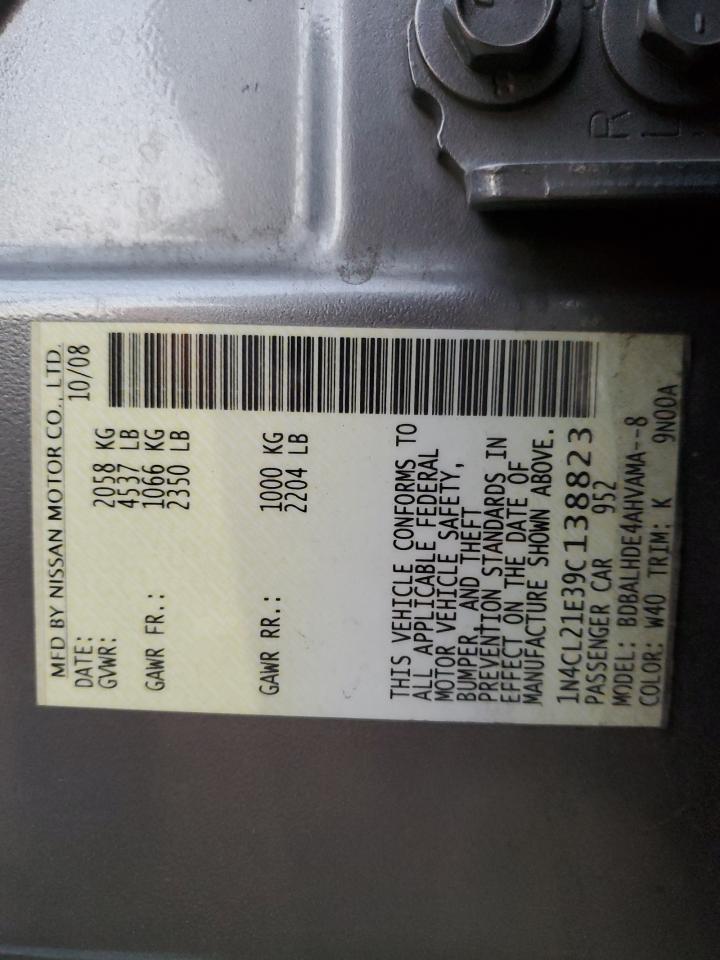 MFD BY NISSAN MOTOR CO., LTD.
DATE: 10/08
GVWR: 2058 KG
4537 LB
GAWR FR.: 1066 KG
2350 LB
GAWR RR.: 1000 KG
2204 LB
THIS VEHICLE CONFORMS TO
ALL APPLICABLE FEDERAL
MOTOR VEHICLE SAFETY,
BUMPER, AND THEFT
PREVENTION STANDARDS IN
EFFECT ON THE DATE OF
MANUFACTURE SHOWN ABOVE.
1N4CL21E39C138823
PASSENGER CAR 952
MODEL: BDBALHDE4AHVAMA--8
COLOR: W40 TRIM: K 9N00A
R
L